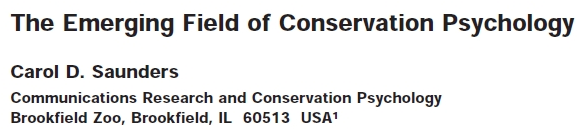 The Emerging Field of Conservation Psychology
Carol D. Saunders
Communications Research and Conservation Psychology
Brookfield Zoo, Brookfield, IL 60513 USA¹